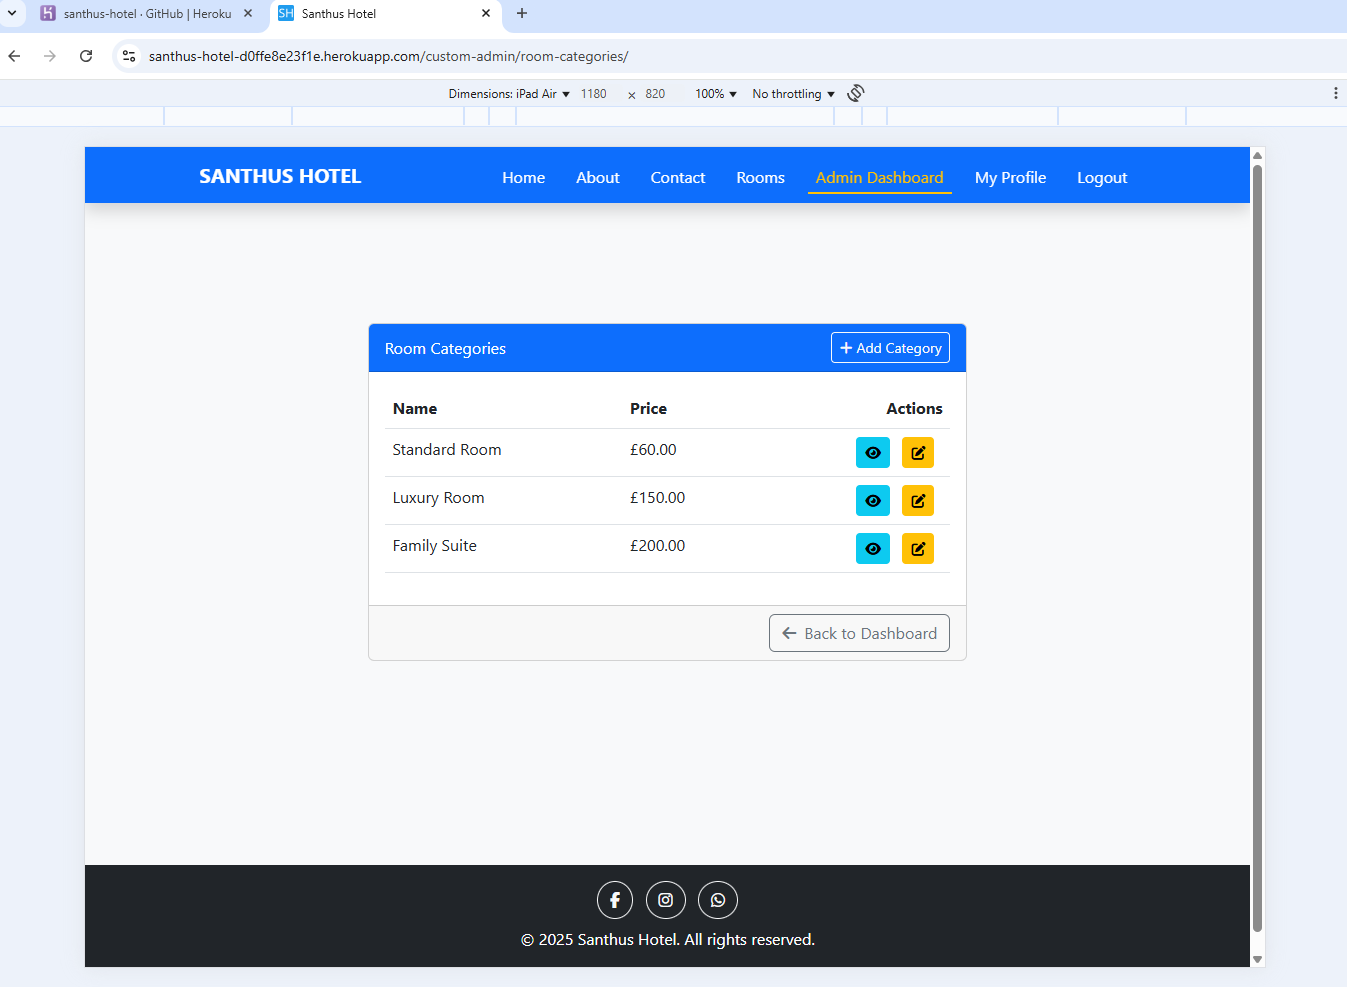 santhus-hotel · GitHub | Heroku
SH Santhus Hotel
santhus-hotel-d0ffe8e23f1e.herokuapp.com/custom-admin/room-categories/
Dimensions: iPad Air 1180 × 820 100% No throttling
SANTHUS HOTEL Home About Contact Rooms Admin Dashboard My Profile Logout
Room Categories + Add Category
Name Price Actions
Standard Room £60.00
Luxury Room £150.00
Family Suite £200.00
Back to Dashboard
© 2025 Santhus Hotel. All rights reserved.